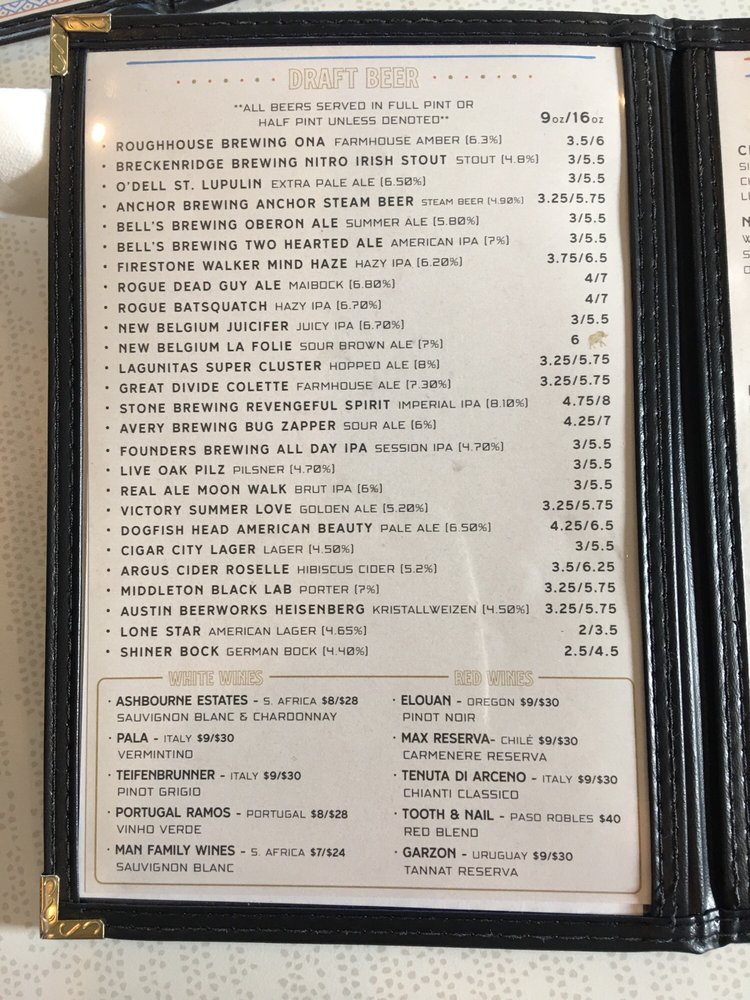 DRAFT BEER
**ALL BEERS SERVED IN FULL PINT OR
HALF PINT UNLESS DENOTED** 9oz/16oz
• ROUGHHOUSE BREWING ONA FARMHOUSE AMBER (6.3%) 3.5/6
• BRECKENRIDGE BREWING NITRO IRISH STOUT STOUT (4.8%) 3/5.5
• O'DELL ST. LUPULIN EXTRA PALE ALE (6.50%) 3/5.5
• ANCHOR BREWING ANCHOR STEAM BEER STEAM BEER (4.90%) 3.25/5.75
• BELL'S BREWING OBERON ALE SUMMER ALE (5.80%) 3/5.5
• BELL'S BREWING TWO HEARTED ALE AMERICAN IPA (7%) 3/5.5
• FIRESTONE WALKER MIND HAZE HAZY IPA (6.20%) 3.75/6.5
• ROGUE DEAD GUY ALE MAIBOCK (6.80%) 4/7
• ROGUE BATSQUATCH HAZY IPA (6.70%) 4/7
• NEW BELGIUM JUICIFER JUICY IPA (6.70%) 3/5.5
• NEW BELGIUM LA FOLIE SOUR BROWN ALE (7%) 6
• LAGUNITAS SUPER CLUSTER HOPPED ALE (8%) 3.25/5.75
• GREAT DIVIDE COLETTE FARMHOUSE ALE (7.30%) 3.25/5.75
• STONE BREWING REVENGEFUL SPIRIT IMPERIAL IPA (8.10%) 4.75/8
• AVERY BREWING BUG ZAPPER SOUR ALE (6%) 4.25/7
• FOUNDERS BREWING ALL DAY IPA SESSION IPA (4.70%) 3/5.5
• LIVE OAK PILZ PILSNER (4.70%) 3/5.5
• REAL ALE MOON WALK BRUT IPA (6%) 3/5.5
• VICTORY SUMMER LOVE GOLDEN ALE (5.20%) 3.25/5.75
• DOGFISH HEAD AMERICAN BEAUTY PALE ALE (6.50%) 4.25/6.5
• CIGAR CITY LAGER LAGER (4.50%) 3/5.5
• ARGUS CIDER ROSELLE HIBISCUS CIDER (5.2%) 3.5/6.25
• MIDDLETON BLACK LAB PORTER (7%) 3.25/5.75
• AUSTIN BEERWORKS HEISENBERG KRISTALLWEIZEN (4.50%) 3.25/5.75
• LONE STAR AMERICAN LAGER (4.65%) 2/3.5
• SHINER BOCK GERMAN BOCK (4.40%) 2.5/4.5
WHITE WINES
• ASHBOURNE ESTATES - S. AFRICA $8/$28
SAUVIGNON BLANC & CHARDONNAY
• PALA - ITALY $9/$30
VERMINTINO
• TEIFENBRUNNER - ITALY $9/$30
PINOT GRIGIO
• PORTUGAL RAMOS - PORTUGAL $8/$28
VINHO VERDE
• MAN FAMILY WINES - S. AFRICA $7/$24
SAUVIGNON BLANC
RED WINES
• ELOUAN - OREGON $9/$30
PINOT NOIR
• MAX RESERVA- CHILÉ $9/$30
CARMENERE RESERVA
• TENUTA DI ARCENO - ITALY $9/$30
CHIANTI CLASSICO
• TOOTH & NAIL - PASO ROBLES $40
RED BLEND
• GARZON - URUGUAY $9/$30
TANNAT RESERVA